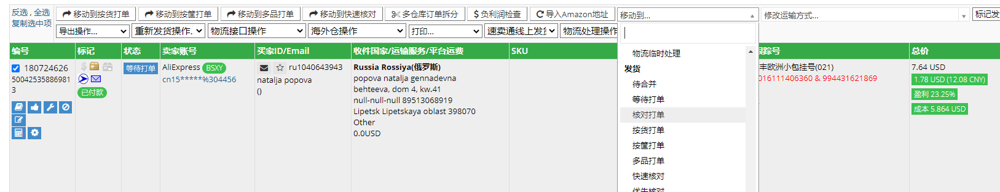 反选 , 全选
复制选中项
移动到按货打单
移动到按筐打单
移动到多品打单
移动到快速核对
多仓库订单拆分
负利润检查
导入Amazon地址
移动到...
修改运输方式...
标记发
导出操作...
重新发货操作.
物流接口操作
海外仓操作
打印...
速卖通线上发货
物流处理操作
编号
标记
状态
卖家账号
买家ID/Email
收件国家/运输服务/平台运费
SKU
跟踪号
总价
180724626
50042535886981
3
已付款
等待打单
AliExpress BSXY
cn15*****%304456
ru1040643943
natalja popova
()
Russia Rossiya(俄罗斯)
popova natalja gennadevna
behteeva, dom 4, kw.41
null-null-null 89513068919
Lipetsk Lipetskaya oblast 398070
Other
0.0USD
物流临时处理
发货
待合并
等待打单
核对打单
按货打单
按筐打单
多品打单
快速核对
优先核对
丰欧洲小包挂号(021)
016111406360 & 994431621869
7.64 USD
1.78 USD (12.08 CNY)
盈利 23.25%
成本 5.864 USD